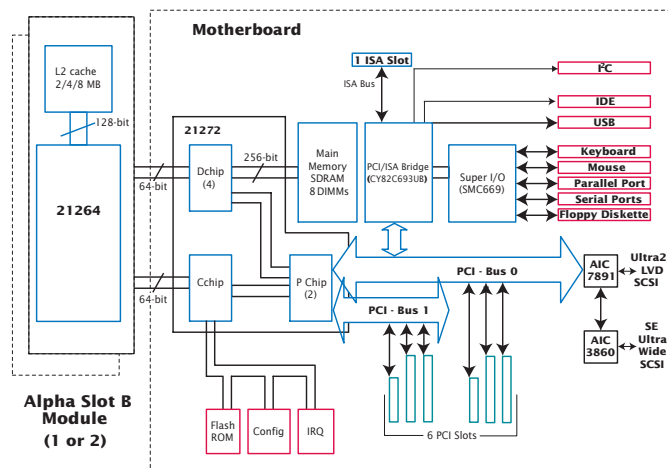 Motherboard
1 ISA Slot
ISA Bus
I²C
IDE
USB
L2 cache
2/4/8 MB
128-bit
21264
21272
64-bit
Dchip
(4)
256-bit
Main
Memory
SDRAM
8 DIMMs
PCI/ISA Bridge
(CY82C693UB)
Super I/O
(SMC669)
Keyboard
Mouse
Parallel Port
Serial Ports
Floppy Diskette
64-bit
Cchip
P Chip
(2)
PCI - Bus 0
PCI - Bus 1
AIC
7891
Ultra2
LVD
SCSI
AIC
3860
SE
Ultra
Wide
SCSI
Alpha Slot B
Module
(1 or 2)
Flash
ROM
Config
IRQ
6 PCI Slots